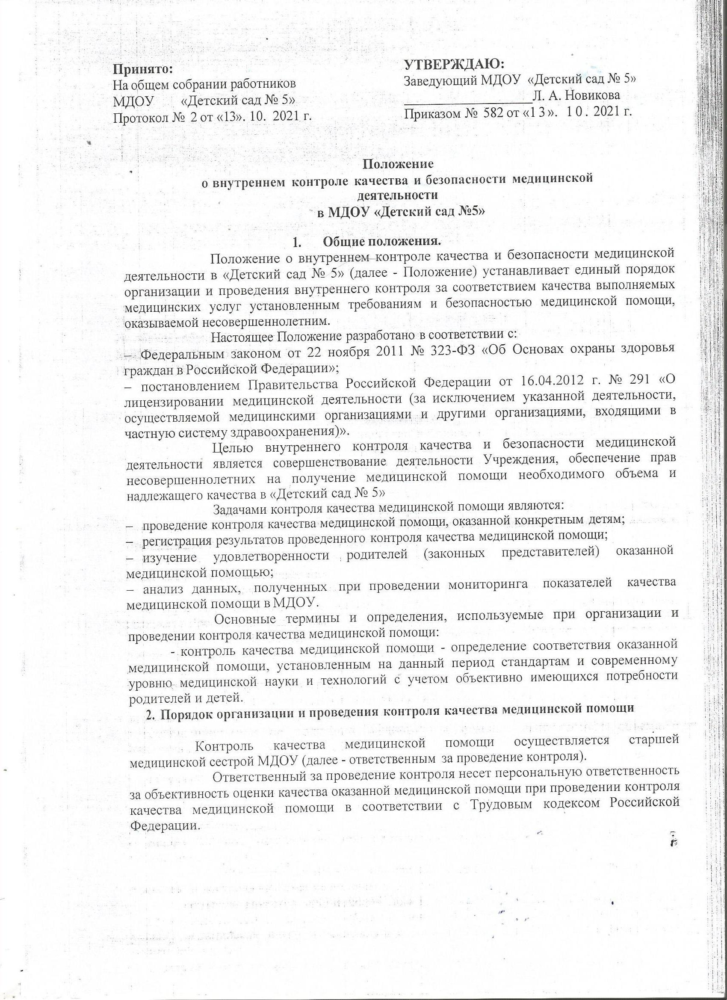 Принято:
На общем собрании работников
МДОУ «Детский сад № 5»
Протокол № 2 от «13». 10. 2021 г.
УТВЕРЖДАЮ:
Заведующий МДОУ «Детский сад № 5»
____________________Л. А. Новикова
Приказом № 582 от «13». 10. 2021 г.
Положение
о внутреннем контроле качества и безопасности медицинской
деятельности
в МДОУ «Детский сад №5»
1. Общие положения.
Положение о внутреннем контроле качества и безопасности медицинской
деятельности в «Детский сад № 5» (далее - Положение) устанавливает единый порядок
организации и проведения внутреннего контроля за соответствием качества выполняемых
медицинских услуг установленным требованиям и безопасностью медицинской помощи,
оказываемой несовершеннолетним.
Настоящее Положение разработано в соответствии с:
– Федеральным законом от 22 ноября 2011 № 323-ФЗ «Об Основах охраны здоровья
граждан в Российской Федерации»;
– постановлением Правительства Российской Федерации от 16.04.2012 г. № 291 «О
лицензировании медицинской деятельности (за исключением указанной деятельности,
осуществляемой медицинскими организациями и другими организациями, входящими в
частную систему здравоохранения)».
Целью внутреннего контроля качества и безопасности медицинской
деятельности является совершенствование деятельности Учреждения, обеспечение прав
несовершеннолетних на получение медицинской помощи необходимого объема и
надлежащего качества в «Детский сад № 5»
Задачами контроля качества медицинской помощи являются:
– проведение контроля качества медицинской помощи, оказанной конкретным детям;
– регистрация результатов проведенного контроля качества медицинской помощи;
– изучение удовлетворенности родителей (законных представителей) оказанной
медицинской помощью;
– анализ данных, полученных при проведении мониторинга показателей качества
медицинской помощи в МДОУ.
Основные термины и определения, используемые при организации и
проведении контроля качества медицинской помощи:
- контроль качества медицинской помощи - определение соответствия оказанной
медицинской помощи, установленным на данный период стандартам и современному
уровню медицинской науки и технологий с учетом объективно имеющихся потребности
родителей и детей.
2. Порядок организации и проведения контроля качества медицинской помощи
Контроль качества медицинской помощи осуществляется старшей
медицинской сестрой МДОУ (далее - ответственным за проведение контроля).
Ответственный за проведение контроля несет персональную ответственность
за объективность оценки качества оказанной медицинской помощи при проведении контроля
качества медицинской помощи в соответствии с Трудовым кодексом Российской
Федерации.